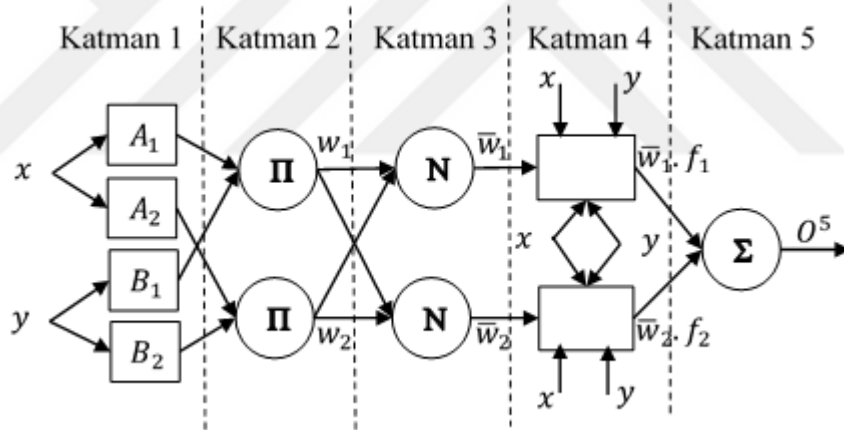 Katman 1 Katman 2 Katman 3 Katman 4 Katman 5
x y
A₁ w₁ w̅₁ w̅₁. f₁
x Π N
A₂
x y Σ O⁵
B₁
y Π N
B₂ w₂ w̅₂ w̅₂. f₂
x y